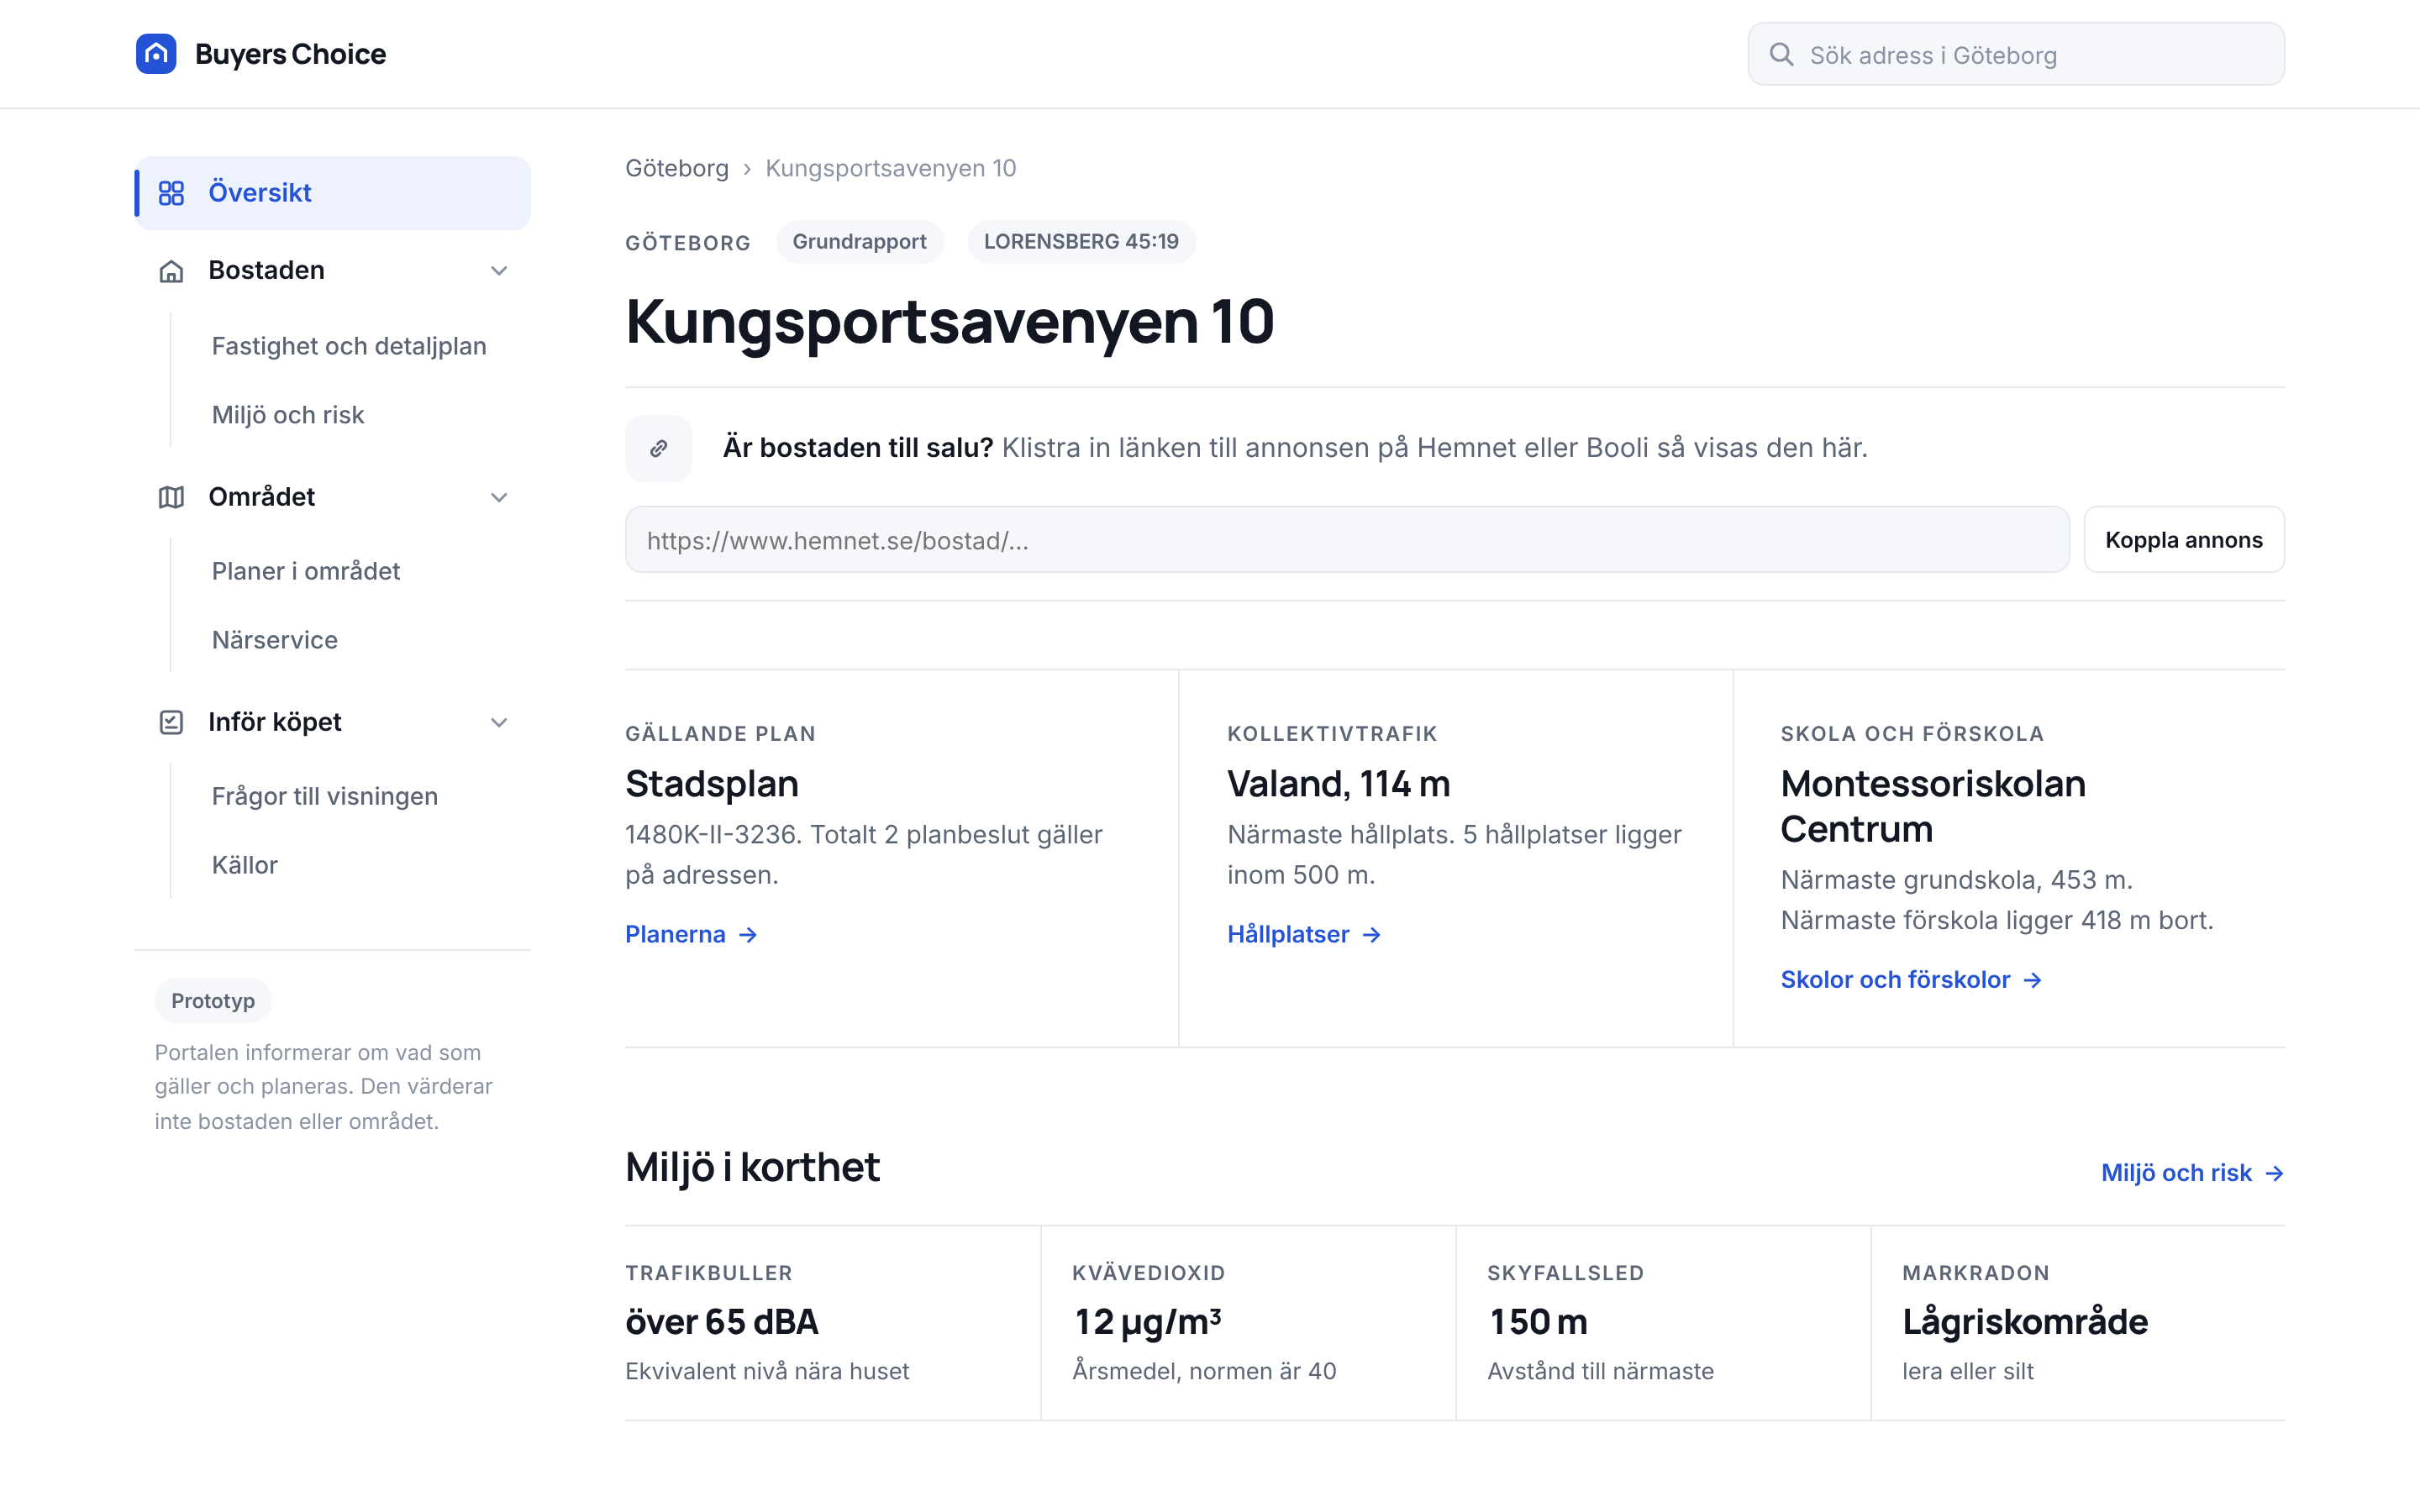 Buyers Choice
Sök adress i Göteborg
Översikt
Bostaden
Fastighet och detaljplan
Miljö och risk
Området
Planer i området
Närservice
Inför köpet
Frågor till visningen
Källor
Prototyp
Portalen informerar om vad som
gäller och planeras. Den värderar
inte bostaden eller området.
Göteborg › Kungsportsavenyen 10
GÖTEBORG Grundrapport LORENSBERG 45:19
Kungsportsavenyen 10
Är bostaden till salu? Klistra in länken till annonsen på Hemnet eller Booli så visas den här.
https://www.hemnet.se/bostad/...
Koppla annons
GÄLLANDE PLAN
Stadsplan
1480K-II-3236. Totalt 2 planbeslut gäller
på adressen.
Planerna →
KOLLEKTIVTRAFIK
Valand, 114 m
Närmaste hållplats. 5 hållplatser ligger
inom 500 m.
Hållplatser →
SKOLA OCH FÖRSKOLA
Montessoriskolan
Centrum
Närmaste grundskola, 453 m.
Närmaste förskola ligger 418 m bort.
Skolor och förskolor →
Miljö i korthet
Miljö och risk →
TRAFIKBULLER
över 65 dBA
Ekvivalent nivå nära huset
KVÄVEDIOXID
12 µg/m³
Årsmedel, normen är 40
SKYFALLSLED
150 m
Avstånd till närmaste
MARKRADON
Lågriskområde
lera eller silt